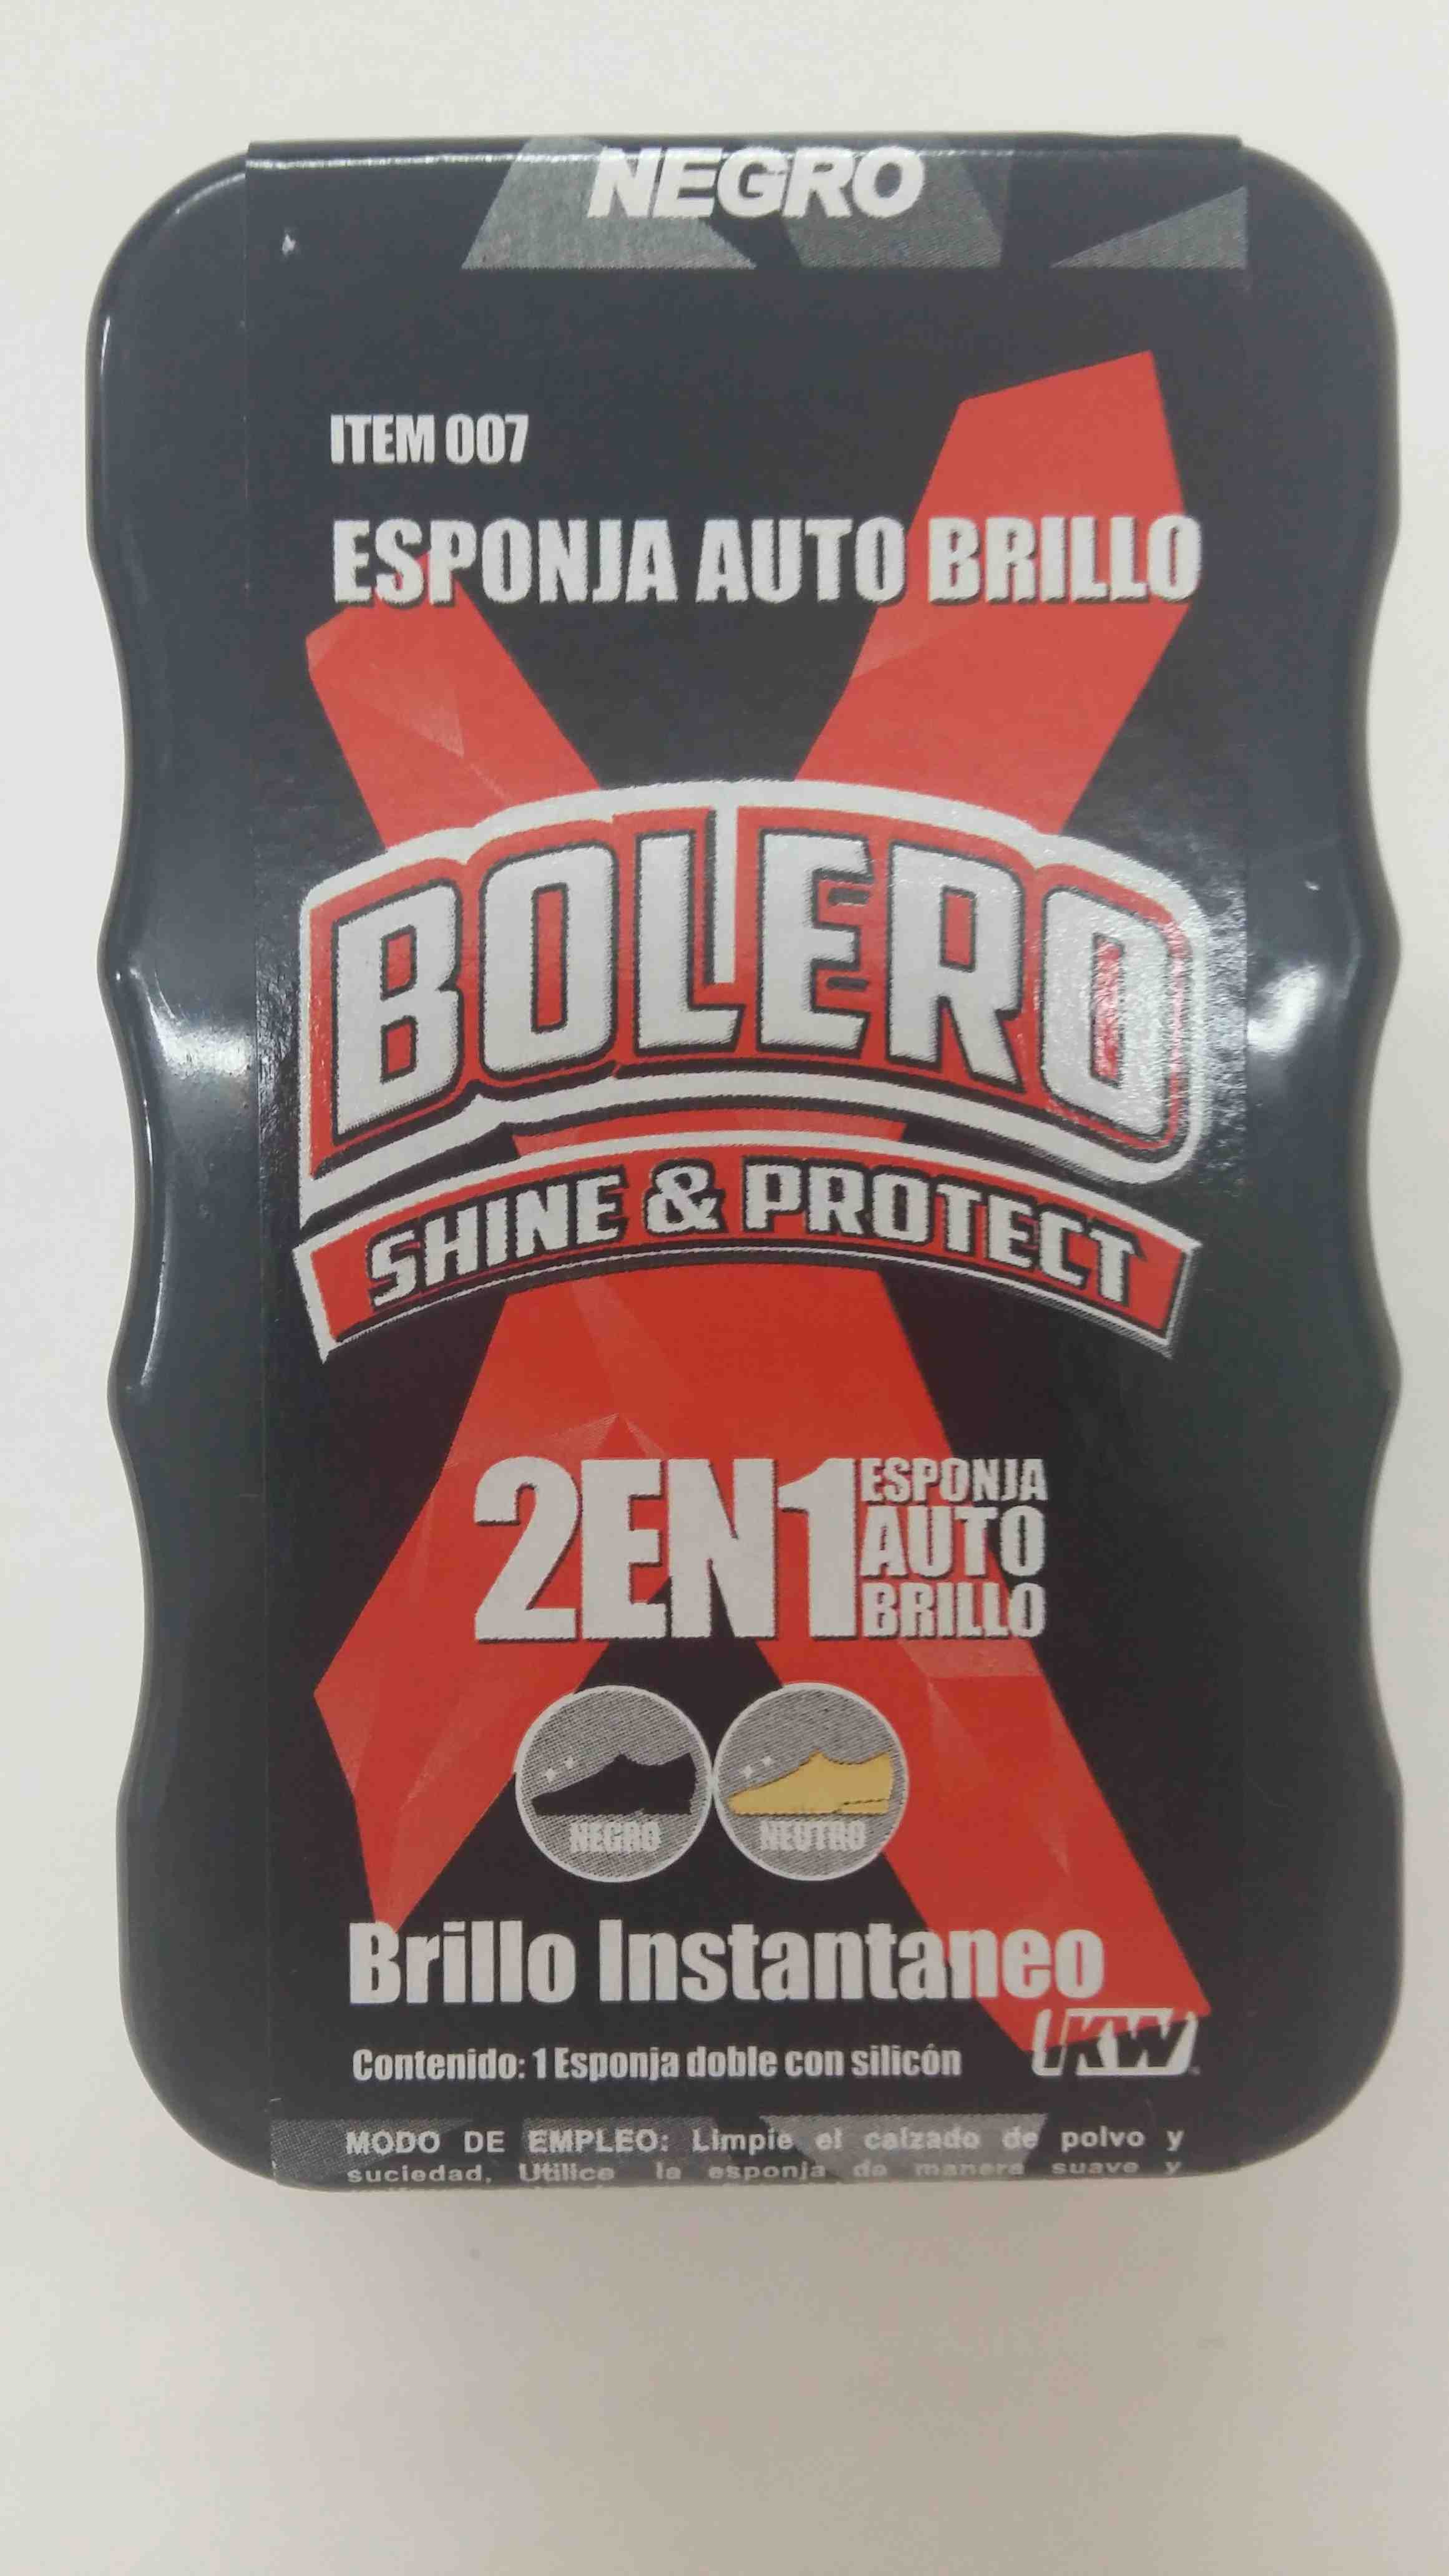 NEGRO
ITEM 007
ESPONJA AUTO BRILLO
BOLERO
SHINE & PROTECT
2EN1
ESPONJA
AUTO
BRILLO
NEGRO
NEUTRO
Brillo Instantaneo
KW
Contenido: 1 Esponja doble con silicón
MODO DE EMPLEO: Limpie el calzado de polvo y
suciedad, Utilice la esponja de manera suave y